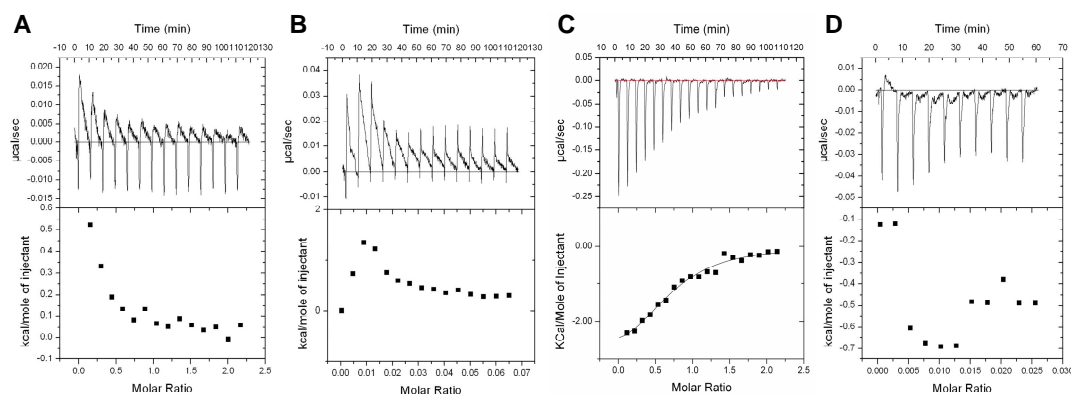 A
Time (min)
-10 0 10 20 30 40 50 60 70 80 90 100 110 120 130
0.020
0.015
0.010
0.005
0.000
-0.005
-0.010
-0.015
µcal/sec
0.6
0.5
0.4
0.3
0.2
0.1
0.0
-0.1
kcal/mole of injectant
0.0 0.5 1.0 1.5 2.0 2.5
Molar Ratio
B
Time (min)
-10 0 10 20 30 40 50 60 70 80 90 100 110 120 130
0.04
0.03
0.02
0.01
0.00
-0.01
µcal/sec
2
0
kcal/mole of injectant
0.00 0.01 0.02 0.03 0.04 0.05 0.06 0.07
Molar Ratio
C
Time (min)
10 0 10 20 30 40 50 60 70 80 90 100 110 120
0.05
0.00
-0.05
-0.10
-0.15
-0.20
-0.25
µcal/sec
0.00
-2.00
KCal/Mole of Injectant
0.0 0.5 1.0 1.5 2.0 2.5
Molar Ratio
D
Time (min)
0 10 20 30 40 50 60 70
0.01
0.00
-0.01
-0.02
-0.03
-0.04
-0.05
µcal/sec
-0.1
-0.2
-0.3
-0.4
-0.5
-0.6
-0.7
kcal/mole of injectant
0.000 0.005 0.010 0.015 0.020 0.025 0.030
Molar Ratio